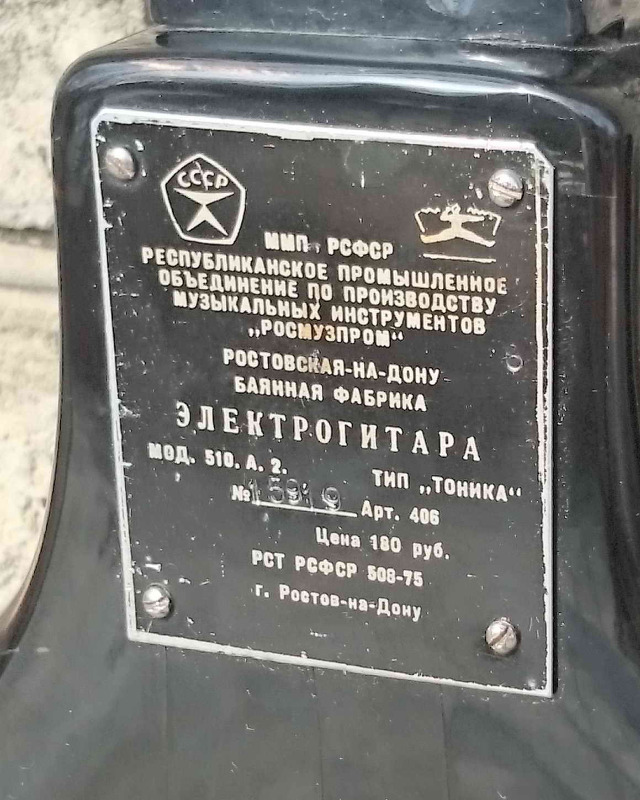 СССР
ММП РСФСР
РЕСПУБЛИКАНСКОЕ ПРОМЫШЛЕННОЕ
ОБЪЕДИНЕНИЕ ПО ПРОИЗВОДСТВУ
МУЗЫКАЛЬНЫХ ИНСТРУМЕНТОВ
„РОСМУЗПРОМ“
РОСТОВСКАЯ-НА-ДОНУ
БАЯННАЯ ФАБРИКА
ЭЛЕКТРОГИТАРА
МОД. 510. А. 2. ТИП „ТОНИКА“
№ Арт. 406
Цена 180 руб.
РСТ РСФСР 508-75
г. Ростов-на-Дону